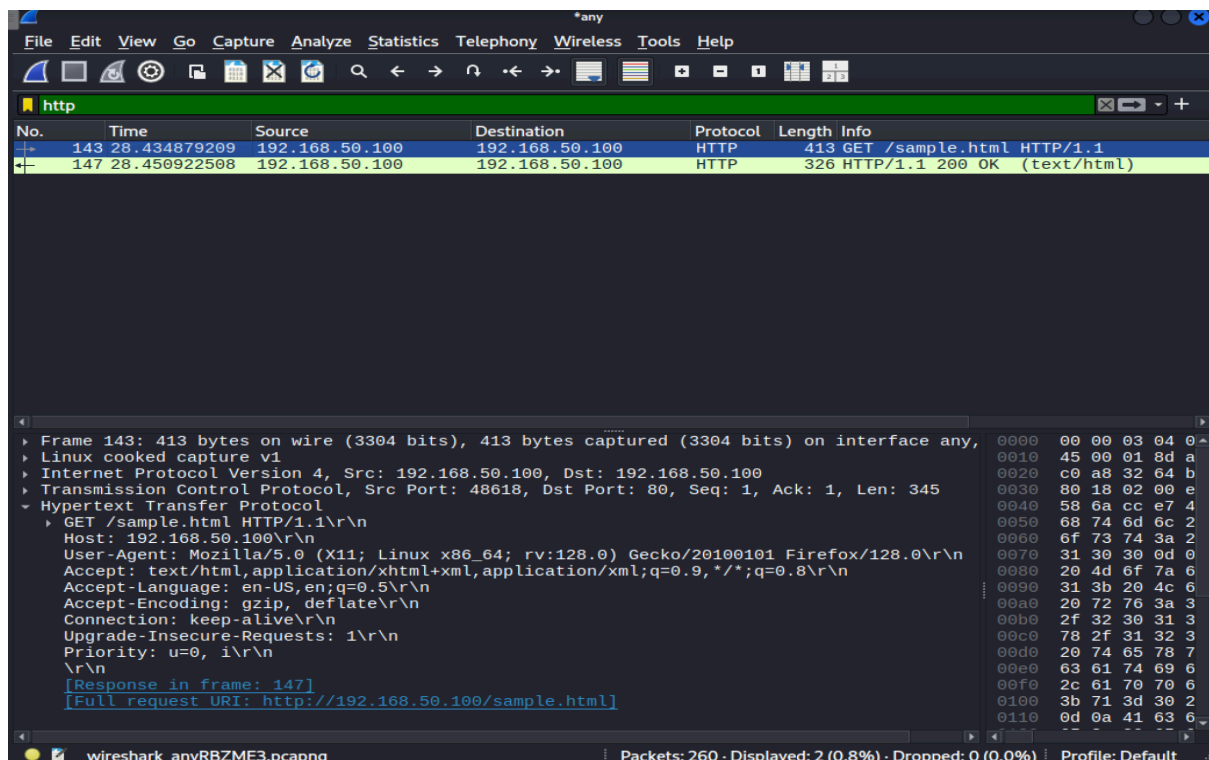 *any
File Edit View Go Capture Analyze Statistics Telephony Wireless Tools Help
http
No. Time Source Destination Protocol Length Info
143 28.434879209 192.168.50.100 192.168.50.100 HTTP 413 GET /sample.html HTTP/1.1
147 28.450922508 192.168.50.100 192.168.50.100 HTTP 326 HTTP/1.1 200 OK (text/html)
Frame 143: 413 bytes on wire (3304 bits), 413 bytes captured (3304 bits) on interface any,
Linux cooked capture v1
Internet Protocol Version 4, Src: 192.168.50.100, Dst: 192.168.50.100
Transmission Control Protocol, Src Port: 48618, Dst Port: 80, Seq: 1, Ack: 1, Len: 345
Hypertext Transfer Protocol
GET /sample.html HTTP/1.1\r\n
Host: 192.168.50.100\r\n
User-Agent: Mozilla/5.0 (X11; Linux x86_64; rv:128.0) Gecko/20100101 Firefox/128.0\r\n
Accept: text/html,application/xhtml+xml,application/xml;q=0.9,*/*;q=0.8\r\n
Accept-Language: en-US,en;q=0.5\r\n
Accept-Encoding: gzip, deflate\r\n
Connection: keep-alive\r\n
Upgrade-Insecure-Requests: 1\r\n
Priority: u=0, i\r\n
\r\n
[Response in frame: 147]
[Full request URI: http://192.168.50.100/sample.html]
0000 00 00 03 04 0
0010 45 00 01 8d a
0020 c0 a8 32 64 b
0030 80 18 02 00 e
0040 58 6a cc e7 4
0050 68 74 6d 6c 2
0060 6f 73 74 3a 2
0070 31 30 30 0d 0
0080 20 4d 6f 7a 6
0090 31 3b 20 4c 6
00a0 20 72 76 3a 3
00b0 2f 32 30 31 3
00c0 78 2f 31 32 3
00d0 20 74 65 78 7
00e0 63 61 74 69 6
00f0 2c 61 70 70 6
0100 3b 71 3d 30 2
0110 0d 0a 41 63 6
wireshark_anyRBZME3.pcapng Packets: 260 · Displayed: 2 (0.8%) · Dropped: 0 (0.0%) Profile: Default